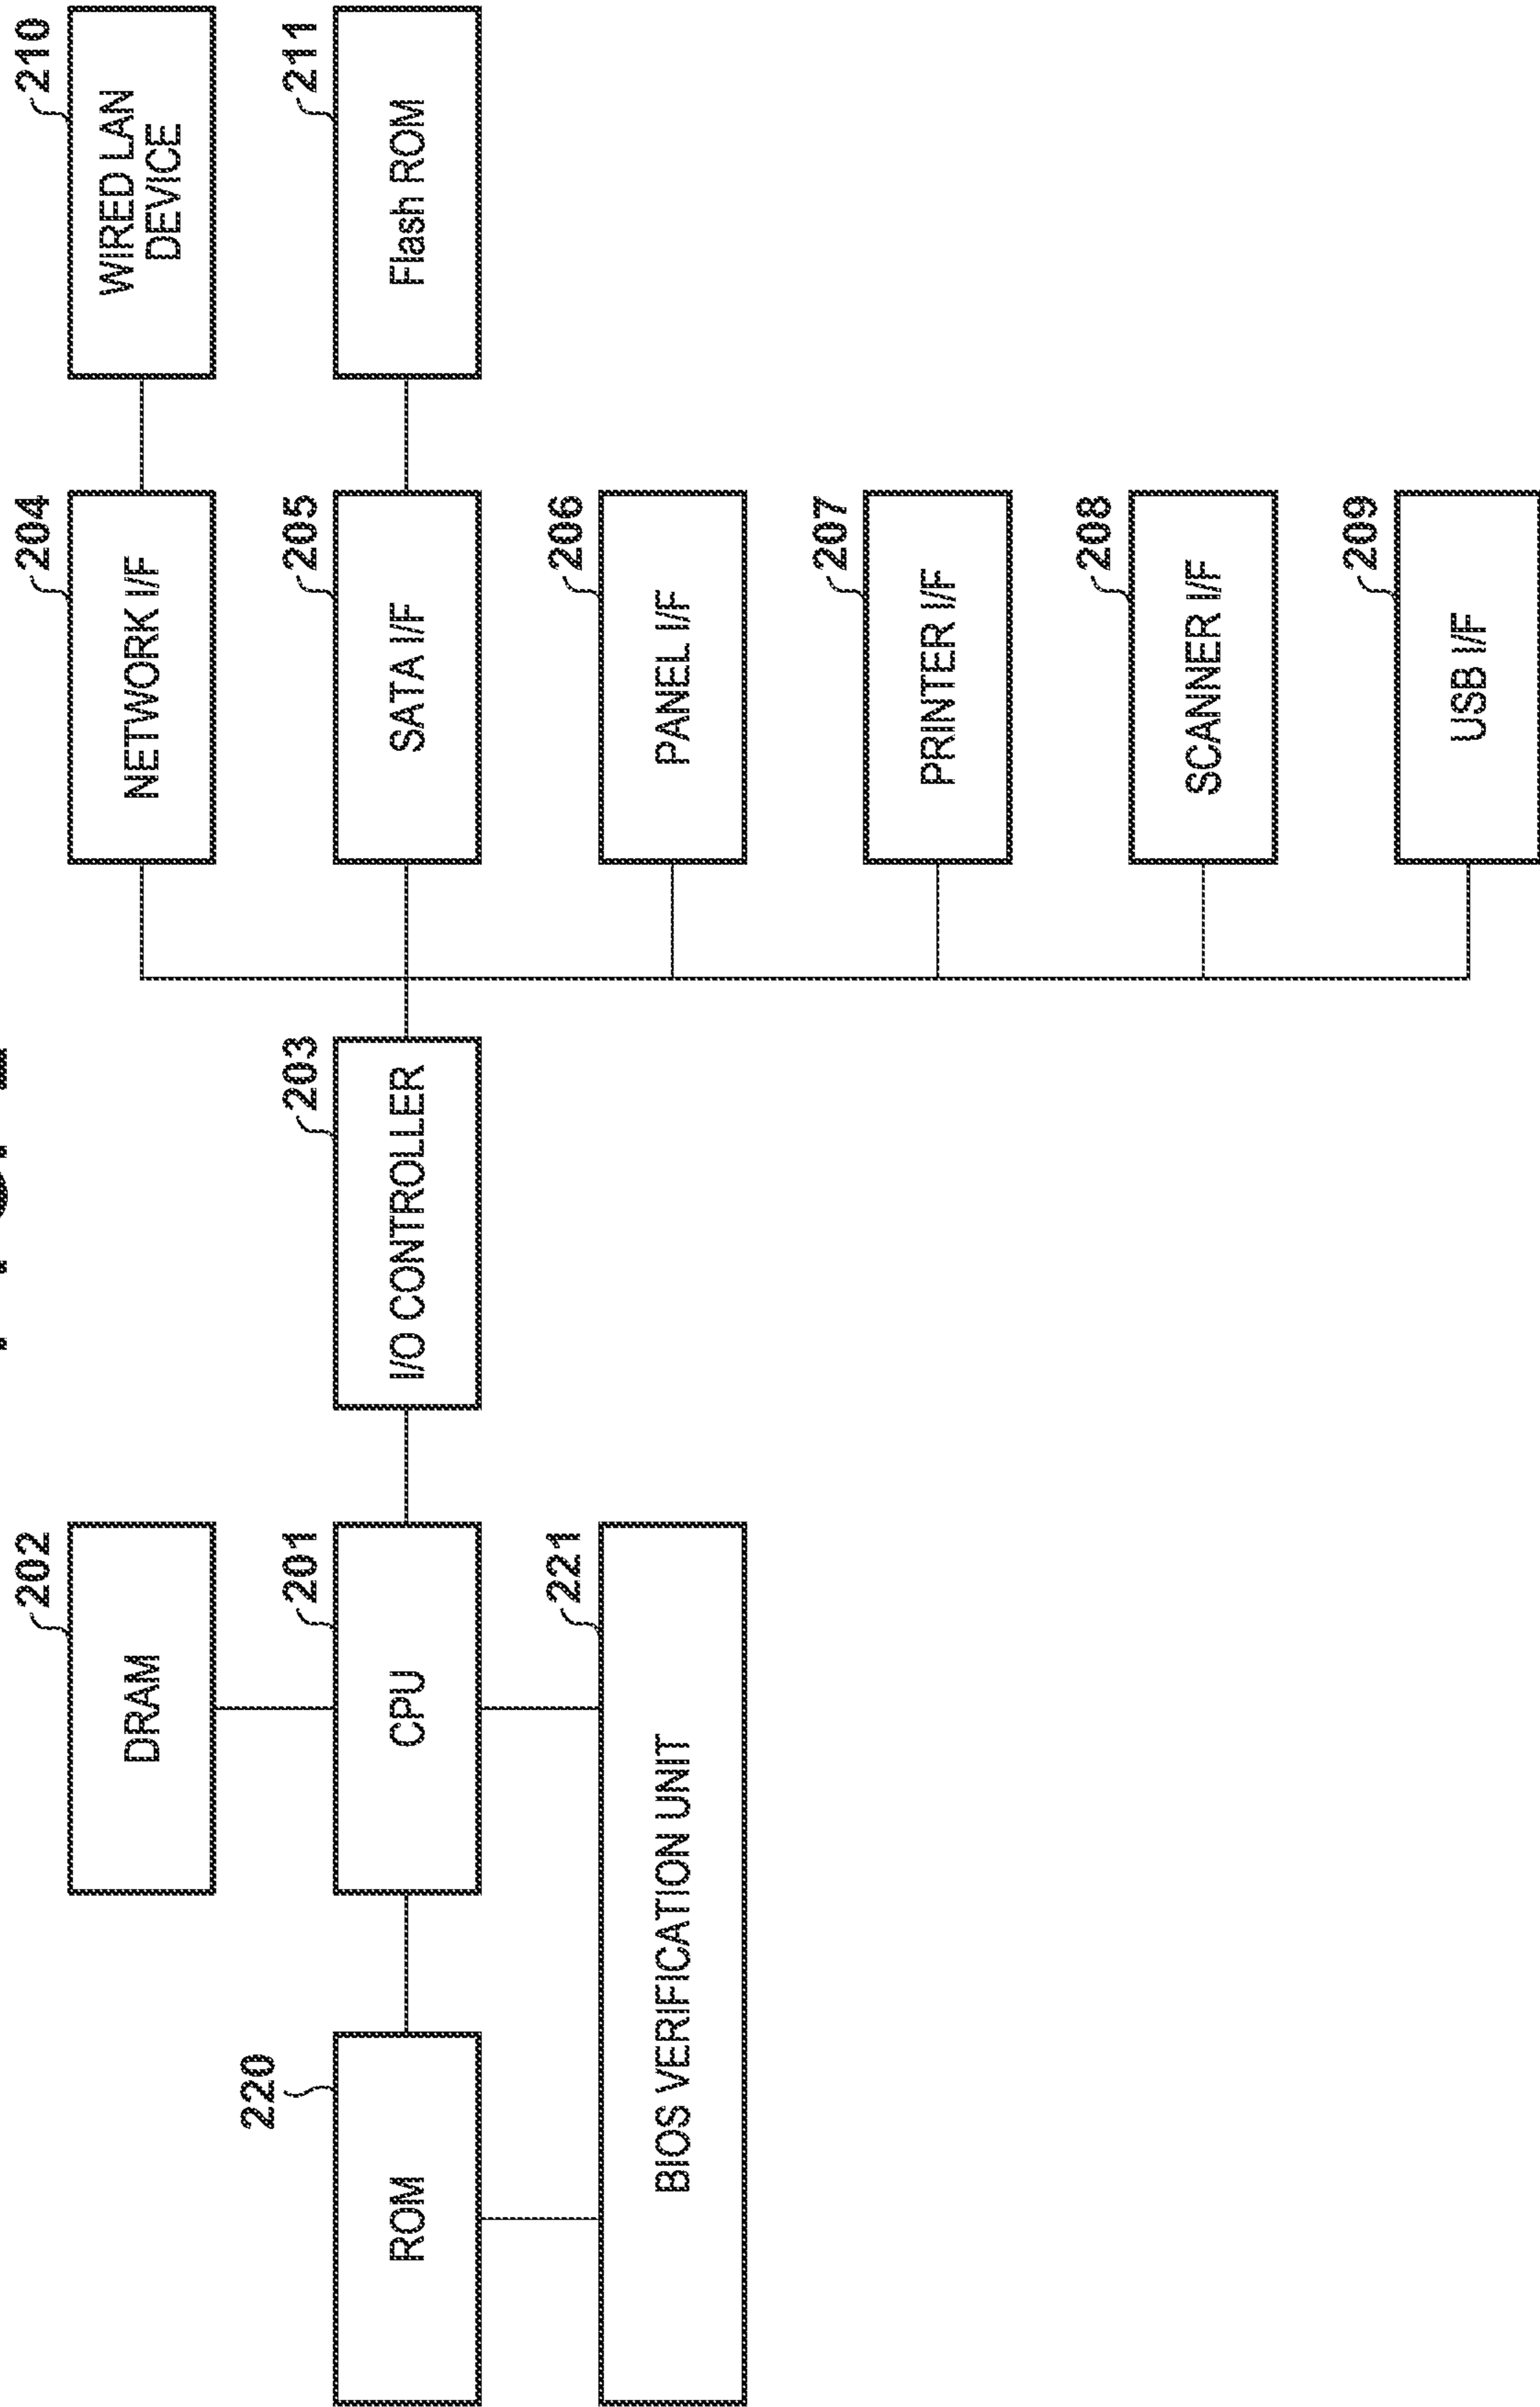 202
DRAM
204
NETWORK I/F
210
WIRED LAN
DEVICE
220
ROM
201
CPU
203
I/O CONTROLLER
205
SATA I/F
211
Flash ROM
221
BIOS VERIFICATION UNIT
206
PANEL I/F
207
PRINTER I/F
208
SCANNER I/F
209
USB I/F